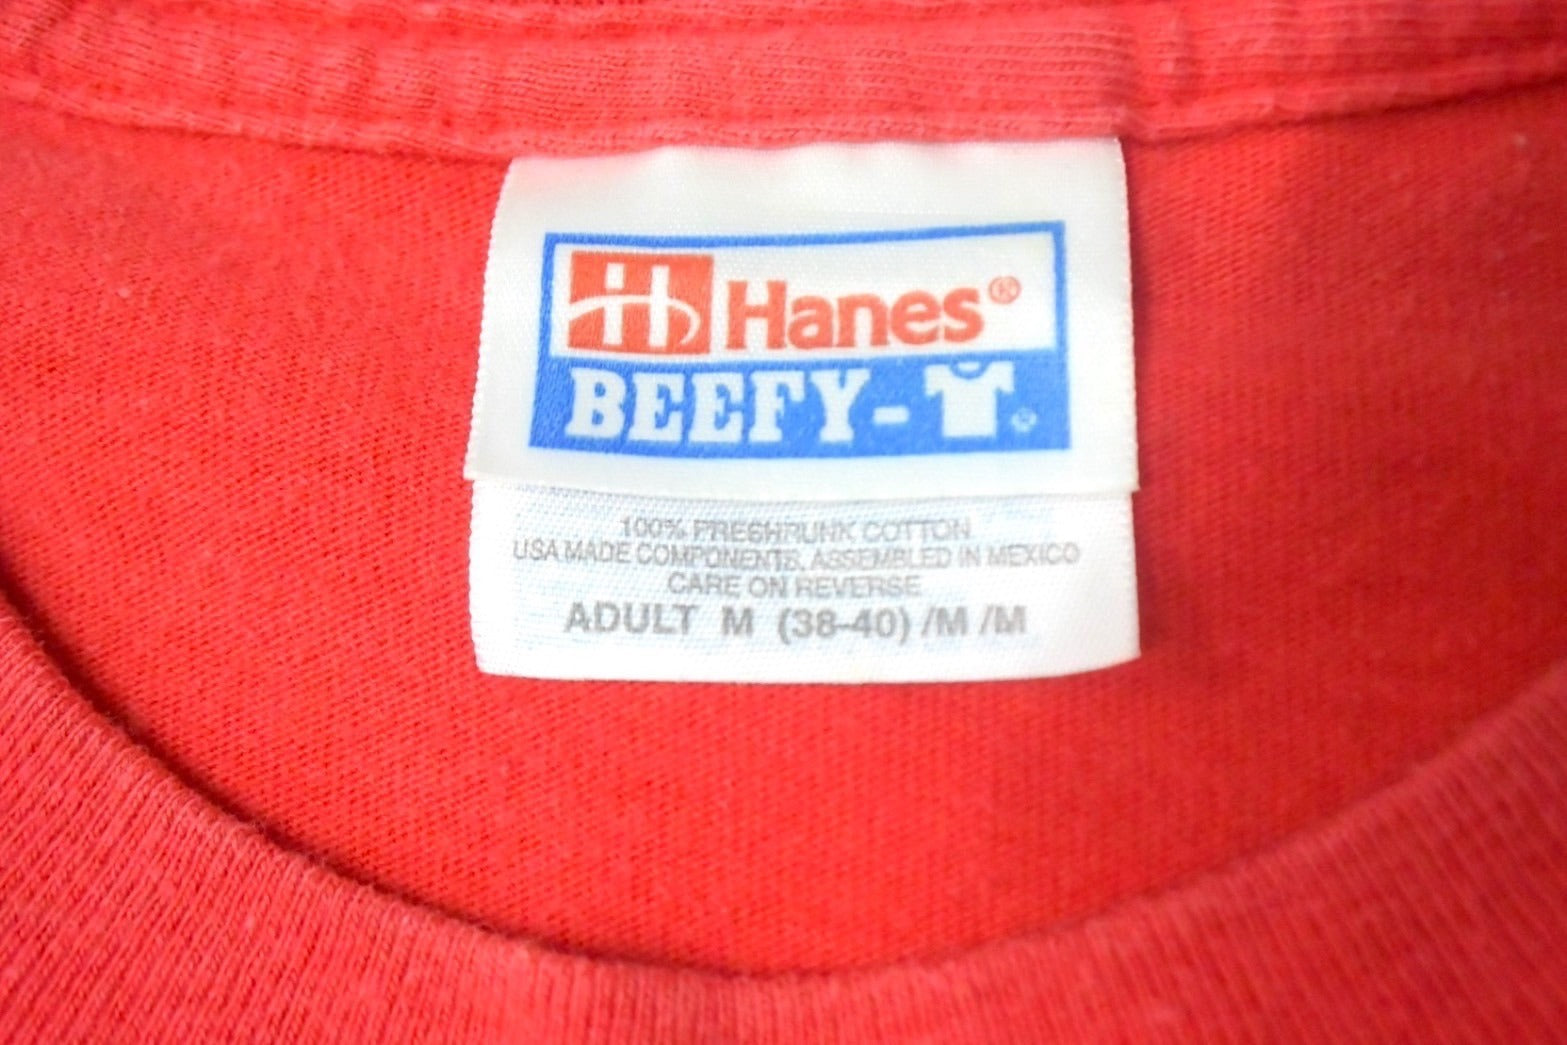 Hanes®
BEEFY-
100% PRESHRUNK COTTON
USA MADE COMPONENTS, ASSEMBLED IN MEXICO
CARE ON REVERSE
ADULT M (38-40) /M /M